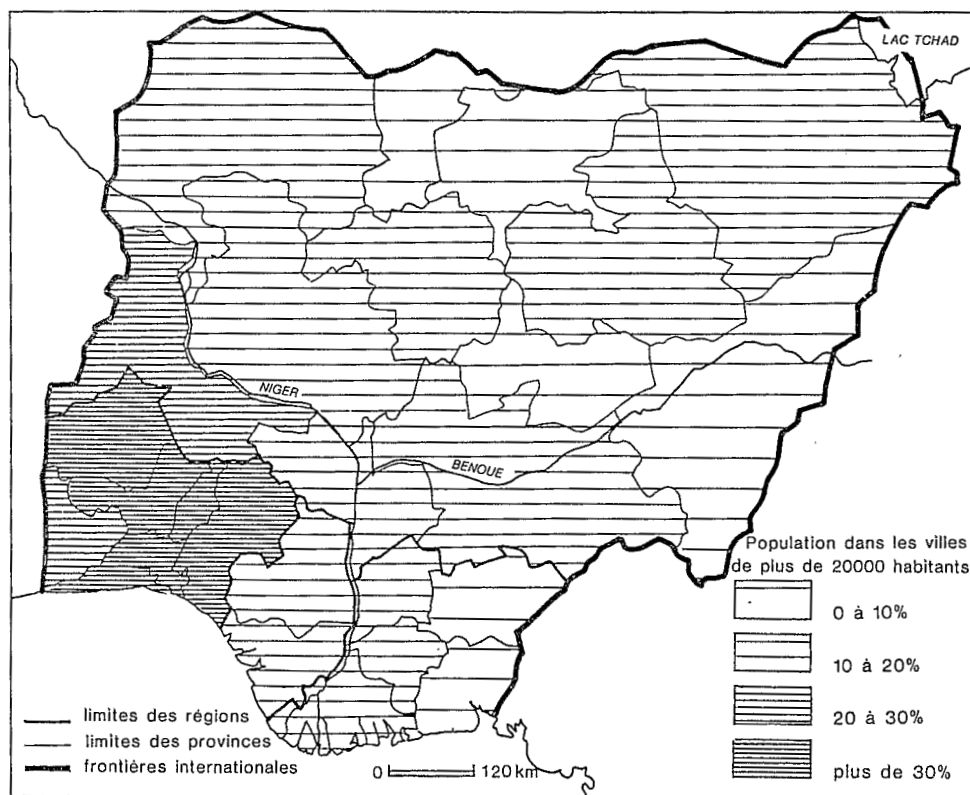 LAC TCHAD
NIGER
BENOUE
Population dans les villes
de plus de 20000 habitants
0 à 10%
10 à 20%
20 à 30%
plus de 30%
limites des régions
limites des provinces
frontières internationales
0 120 km